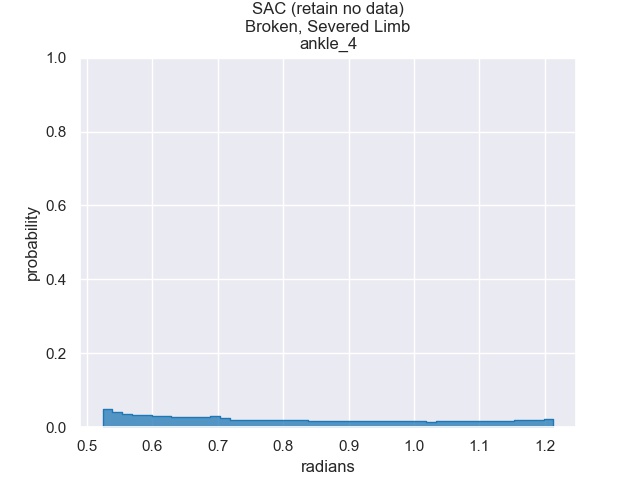 SAC (retain no data)
Broken, Severed Limb
ankle_4
1.0
0.8
0.6
0.4
0.2
0.0
probability
0.5 0.6 0.7 0.8 0.9 1.0 1.1 1.2
radians